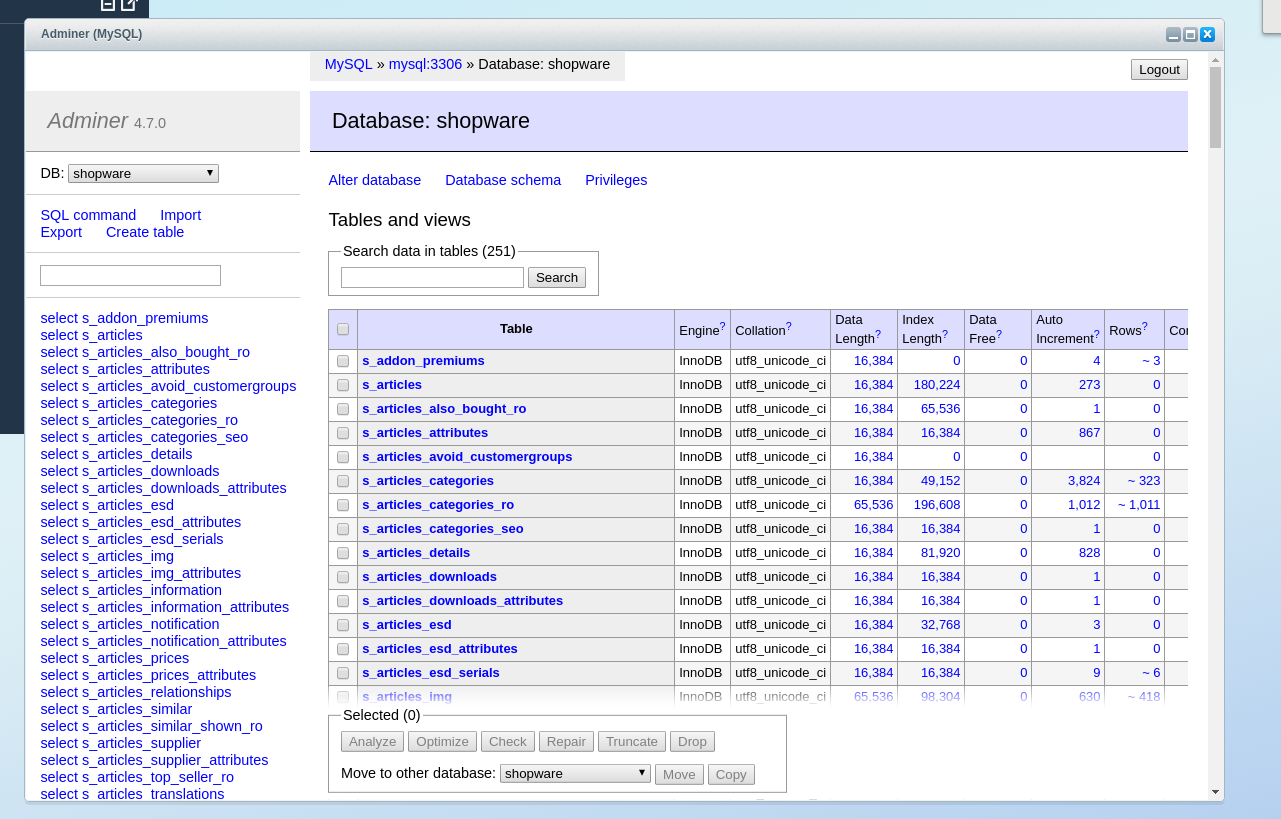 Adminer (MySQL)
MySQL » mysql:3306 » Database: shopware
Logout
Adminer 4.7.0
Database: shopware
DB: shopware
Alter database Database schema Privileges
SQL command Import
Export Create table
Tables and views
Search data in tables (251)
Search
select s_addon_premiums
select s_articles
select s_articles_also_bought_ro
select s_articles_attributes
select s_articles_avoid_customergroups
select s_articles_categories
select s_articles_categories_ro
select s_articles_categories_seo
select s_articles_details
select s_articles_downloads
select s_articles_downloads_attributes
select s_articles_esd
select s_articles_esd_attributes
select s_articles_esd_serials
select s_articles_img
select s_articles_img_attributes
select s_articles_information
select s_articles_information_attributes
select s_articles_notification
select s_articles_notification_attributes
select s_articles_prices
select s_articles_prices_attributes
select s_articles_relationships
select s_articles_similar
select s_articles_similar_shown_ro
select s_articles_supplier
select s_articles_supplier_attributes
select s_articles_top_seller_ro
select s_articles_translations
Table Engine? Collation? Data Length? Index Length? Data Free? Auto Increment? Rows?
s_addon_premiums InnoDB utf8_unicode_ci 16,384 0 0 4 ~ 3
s_articles InnoDB utf8_unicode_ci 16,384 180,224 0 273 0
s_articles_also_bought_ro InnoDB utf8_unicode_ci 16,384 65,536 0 1 0
s_articles_attributes InnoDB utf8_unicode_ci 16,384 16,384 0 867 0
s_articles_avoid_customergroups InnoDB utf8_unicode_ci 16,384 0 0 0
s_articles_categories InnoDB utf8_unicode_ci 16,384 49,152 0 3,824 ~ 323
s_articles_categories_ro InnoDB utf8_unicode_ci 65,536 196,608 0 1,012 ~ 1,011
s_articles_categories_seo InnoDB utf8_unicode_ci 16,384 16,384 0 1 0
s_articles_details InnoDB utf8_unicode_ci 16,384 81,920 0 828 0
s_articles_downloads InnoDB utf8_unicode_ci 16,384 16,384 0 1 0
s_articles_downloads_attributes InnoDB utf8_unicode_ci 16,384 16,384 0 1 0
s_articles_esd InnoDB utf8_unicode_ci 16,384 32,768 0 3 0
s_articles_esd_attributes InnoDB utf8_unicode_ci 16,384 16,384 0 1 0
s_articles_esd_serials InnoDB utf8_unicode_ci 16,384 16,384 0 9 ~ 6
s_articles_img InnoDB utf8_unicode_ci 65,536 98,304 0 630 ~ 418
Selected (0)
Analyze Optimize Check Repair Truncate Drop
Move to other database: shopware Move Copy